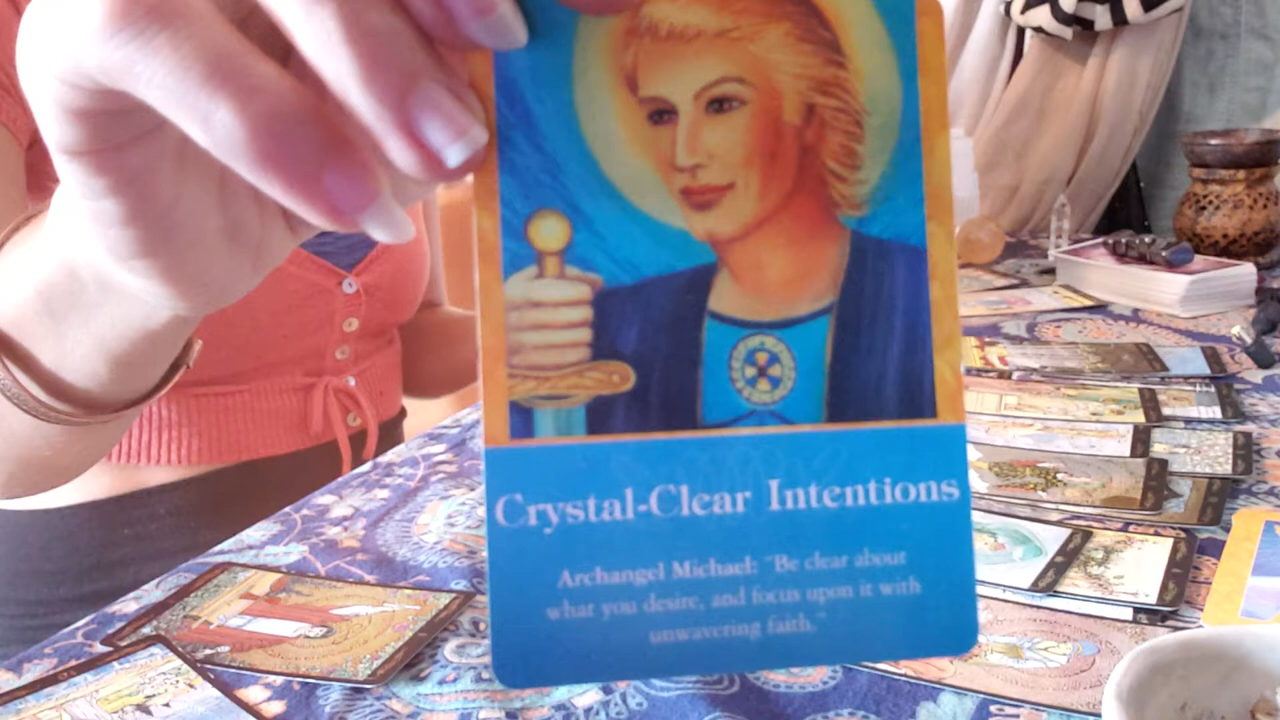 Crystal-Clear Intentions
Archangel Michael: "Be clear about
what you desire, and focus upon it with
unwavering faith."